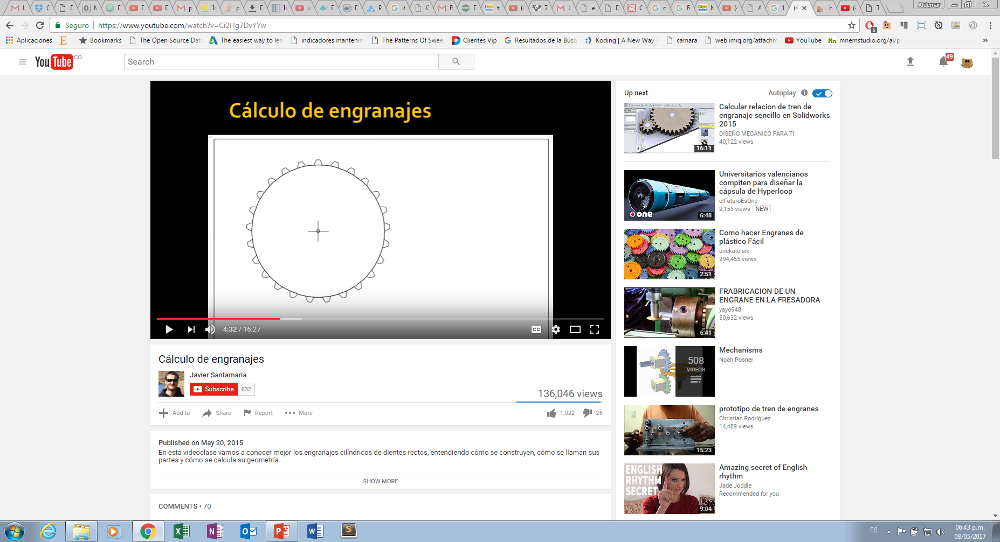 Aldemar
Seguro
https://www.youtube.com/watch?v=Ci2Hg7DvYYw
5
Aplicaciones
Bookmarks
The Open Source Dat
The easiest way to lea
indicadores mantenim
The Patterns Of Sweep
Clientes Vip
Resultados de la Búsq
Koding | A New Way
camara
web.imiq.org/attachm
YouTube
mnemstudio.org/ai/p
»
YouTube CO
Search
49
Cálculo de engranajes
4:32 / 16:27
CC
Cálculo de engranajes
Javier Santamaria
Subscribe 632
136,046 views
Add to
Share
Report
More
1,022
26
Published on May 20, 2015
En esta videoclase vamos a conocer mejor los engranajes cilíndricos de dientes rectos, entendiendo cómo se construyen, cómo se llaman sus
partes y cómo se calcula su geometría.
SHOW MORE
COMMENTS • 70
Up next
Autoplay
Calcular relacion de tren de
engranaje sencillo en Solidworks
2015
DISEÑO MECÁNICO PARA TI
40,122 views
16:11
Universitarios valencianos
compiten para diseñar la
cápsula de Hyperloop
elFuturoEsOne
2,153 views NEW
one
6:48
Como hacer Engranes de
plástico Fácil
erickato sik
294,455 views
2:51
FRABRICACION DE UN
ENGRANE EN LA FRESADORA
yayo948
50,632 views
6:41
Mechanisms
Noah Posner
508
VIDEOS
prototipo de tren de engranes
Christian Rodriguez
14,489 views
15:23
Amazing secret of English
rhythm
Jade Joddle
Recommended for you
ENGLISH
RHYTHM
SECRET
9:04
ES
06:43 p.m.
08/05/2017